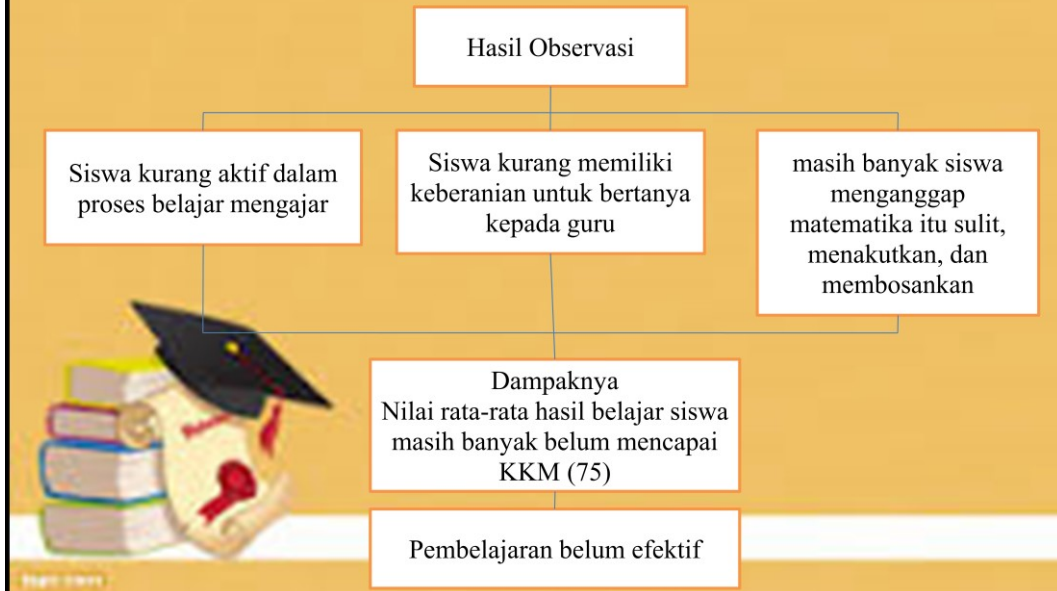 Hasil Observasi
Siswa kurang aktif dalam
proses belajar mengajar
Siswa kurang memiliki
keberanian untuk bertanya
kepada guru
masih banyak siswa
menganggap
matematika itu sulit,
menakutkan, dan
membosankan
Dampaknya
Nilai rata-rata hasil belajar siswa
masih banyak belum mencapai
KKM (75)
Pembelajaran belum efektif